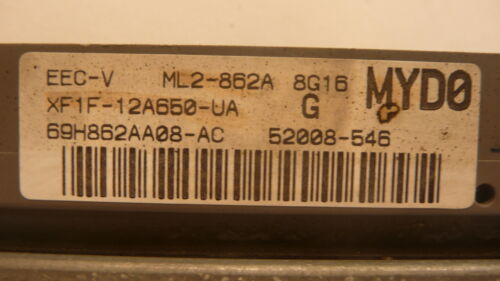 EEC-V ML2-862A 8G16 MYD0
XF1F-12A650-UA G
69H862AA08-AC 52008-546